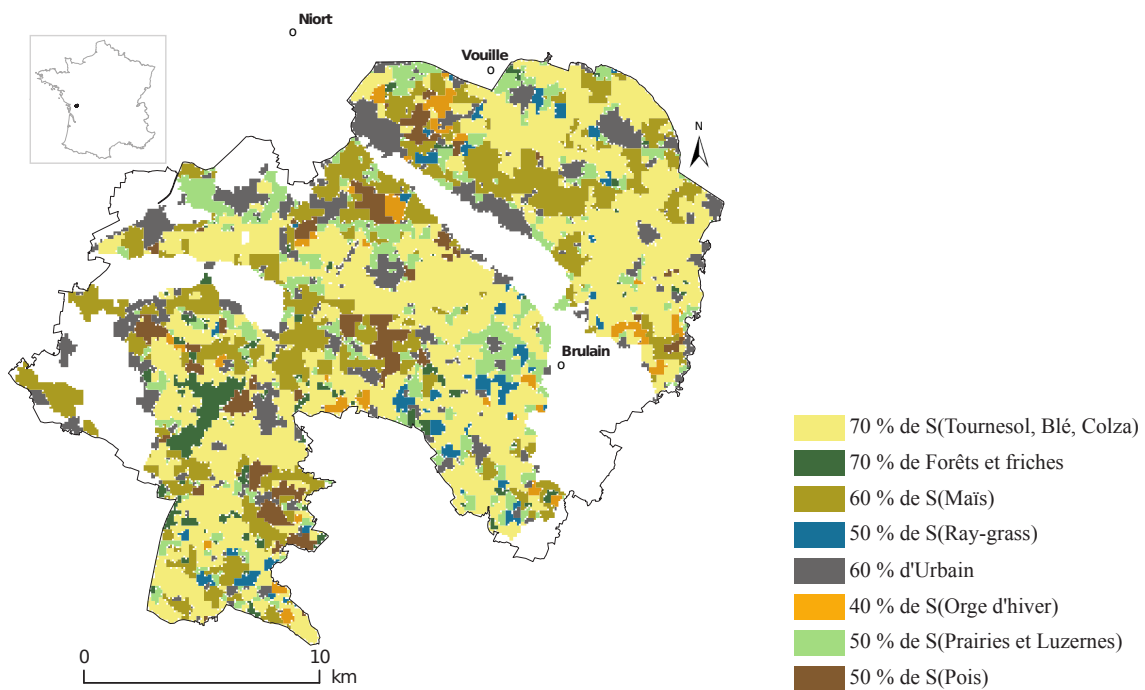 Niort
Vouille
N
Brulain
70 % de S(Tournesol, Blé, Colza)
70 % de Forêts et friches
60 % de S(Maïs)
50 % de S(Ray-grass)
60 % d'Urbain
40 % de S(Orge d'hiver)
50 % de S(Prairies et Luzernes)
50 % de S(Pois)
0 10
km